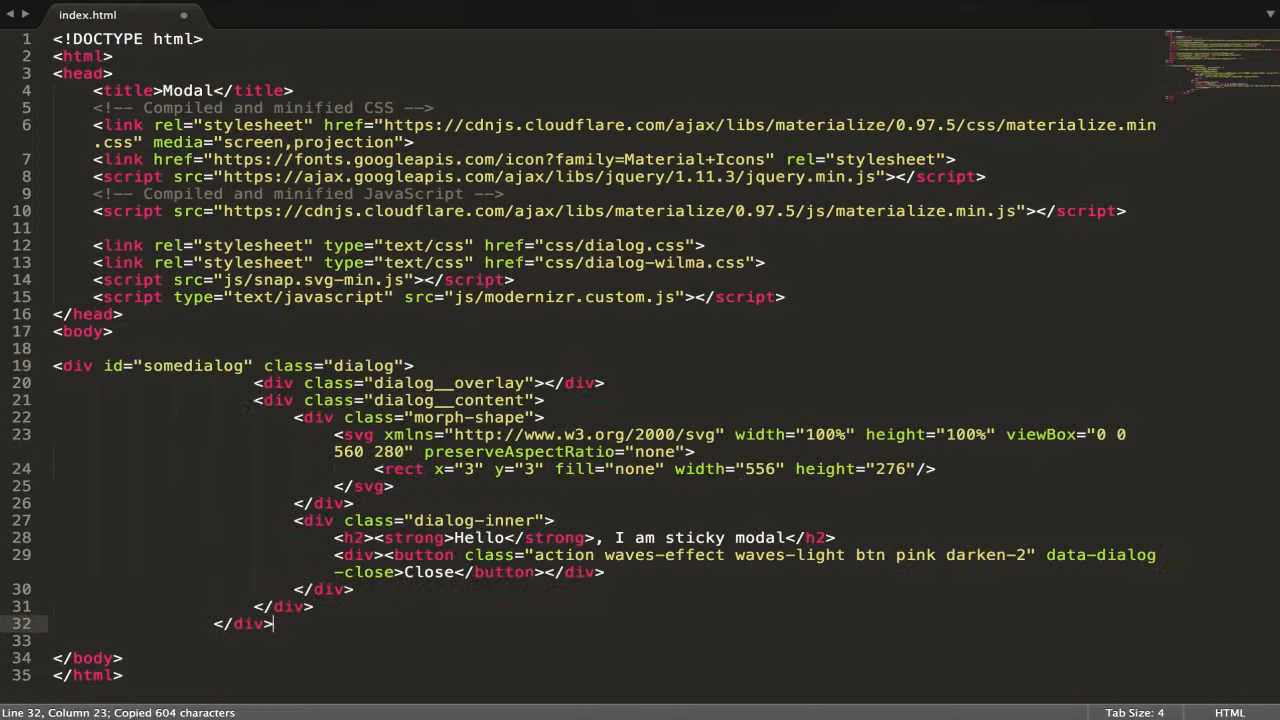 index.html
1 <!DOCTYPE html>
2 <html>
3 <head>
4 <title>Modal</title>
5 <!-- Compiled and minified CSS -->
6 <link rel="stylesheet" href="https://cdnjs.cloudflare.com/ajax/libs/materialize/0.97.5/css/materialize.min
.css" media="screen,projection">
7 <link href="https://fonts.googleapis.com/icon?family=Material+Icons" rel="stylesheet">
8 <script src="https://ajax.googleapis.com/ajax/libs/jquery/1.11.3/jquery.min.js"></script>
9 <!-- Compiled and minified JavaScript -->
10 <script src="https://cdnjs.cloudflare.com/ajax/libs/materialize/0.97.5/js/materialize.min.js"></script>
11
12 <link rel="stylesheet" type="text/css" href="css/dialog.css">
13 <link rel="stylesheet" type="text/css" href="css/dialog-wilma.css">
14 <script src="js/snap.svg-min.js"></script>
15 <script type="text/javascript" src="js/modernizr.custom.js"></script>
16 </head>
17 <body>
18
19 <div id="somedialog" class="dialog">
20 <div class="dialog__overlay"></div>
21 <div class="dialog__content">
22 <div class="morph-shape">
23 <svg xmlns="http://www.w3.org/2000/svg" width="100%" height="100%" viewBox="0 0
560 280" preserveAspectRatio="none">
24 <rect x="3" y="3" fill="none" width="556" height="276"/>
25 </svg>
26 </div>
27 <div class="dialog-inner">
28 <h2><strong>Hello</strong>, I am sticky modal</h2>
29 <div><button class="action waves-effect waves-light btn pink darken-2" data-dialog
-close>Close</button></div>
30 </div>
31 </div>
32 </div>
33
34 </body>
35 </html>
Line 32, Column 23; Copied 604 characters
Tab Size: 4
HTML